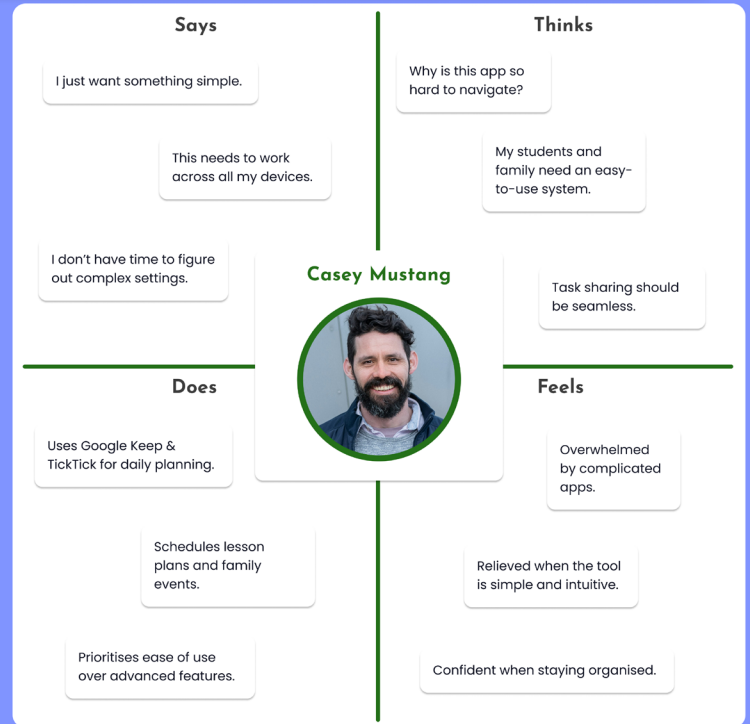 Says
I just want something simple.
This needs to work
across all my devices.
I don’t have time to figure
out complex settings.
Thinks
Why is this app so
hard to navigate?
My students and
family need an easy-
to-use system.
Task sharing should
be seamless.
Casey Mustang
Does
Uses Google Keep &
TickTick for daily planning.
Schedules lesson
plans and family
events.
Prioritises ease of use
over advanced features.
Feels
Overwhelmed
by complicated
apps.
Relieved when the tool
is simple and intuitive.
Confident when staying organised.